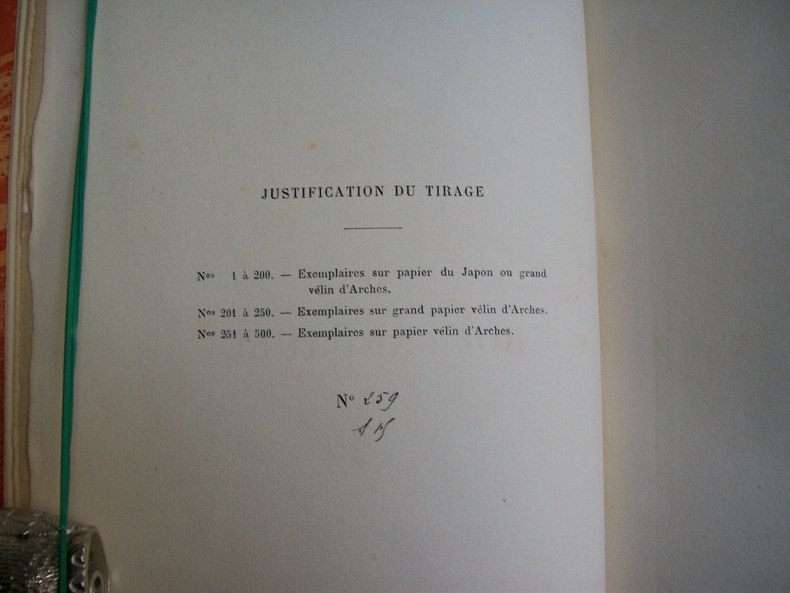 JUSTIFICATION DU TIRAGE
Nos 1 à 200. — Exemplaires sur papier du Japon ou grand
vélin d'Arches.
Nos 201 à 250. — Exemplaires sur grand papier vélin d'Arches.
Nos 251 à 500. — Exemplaires sur papier vélin d'Arches.
No 259